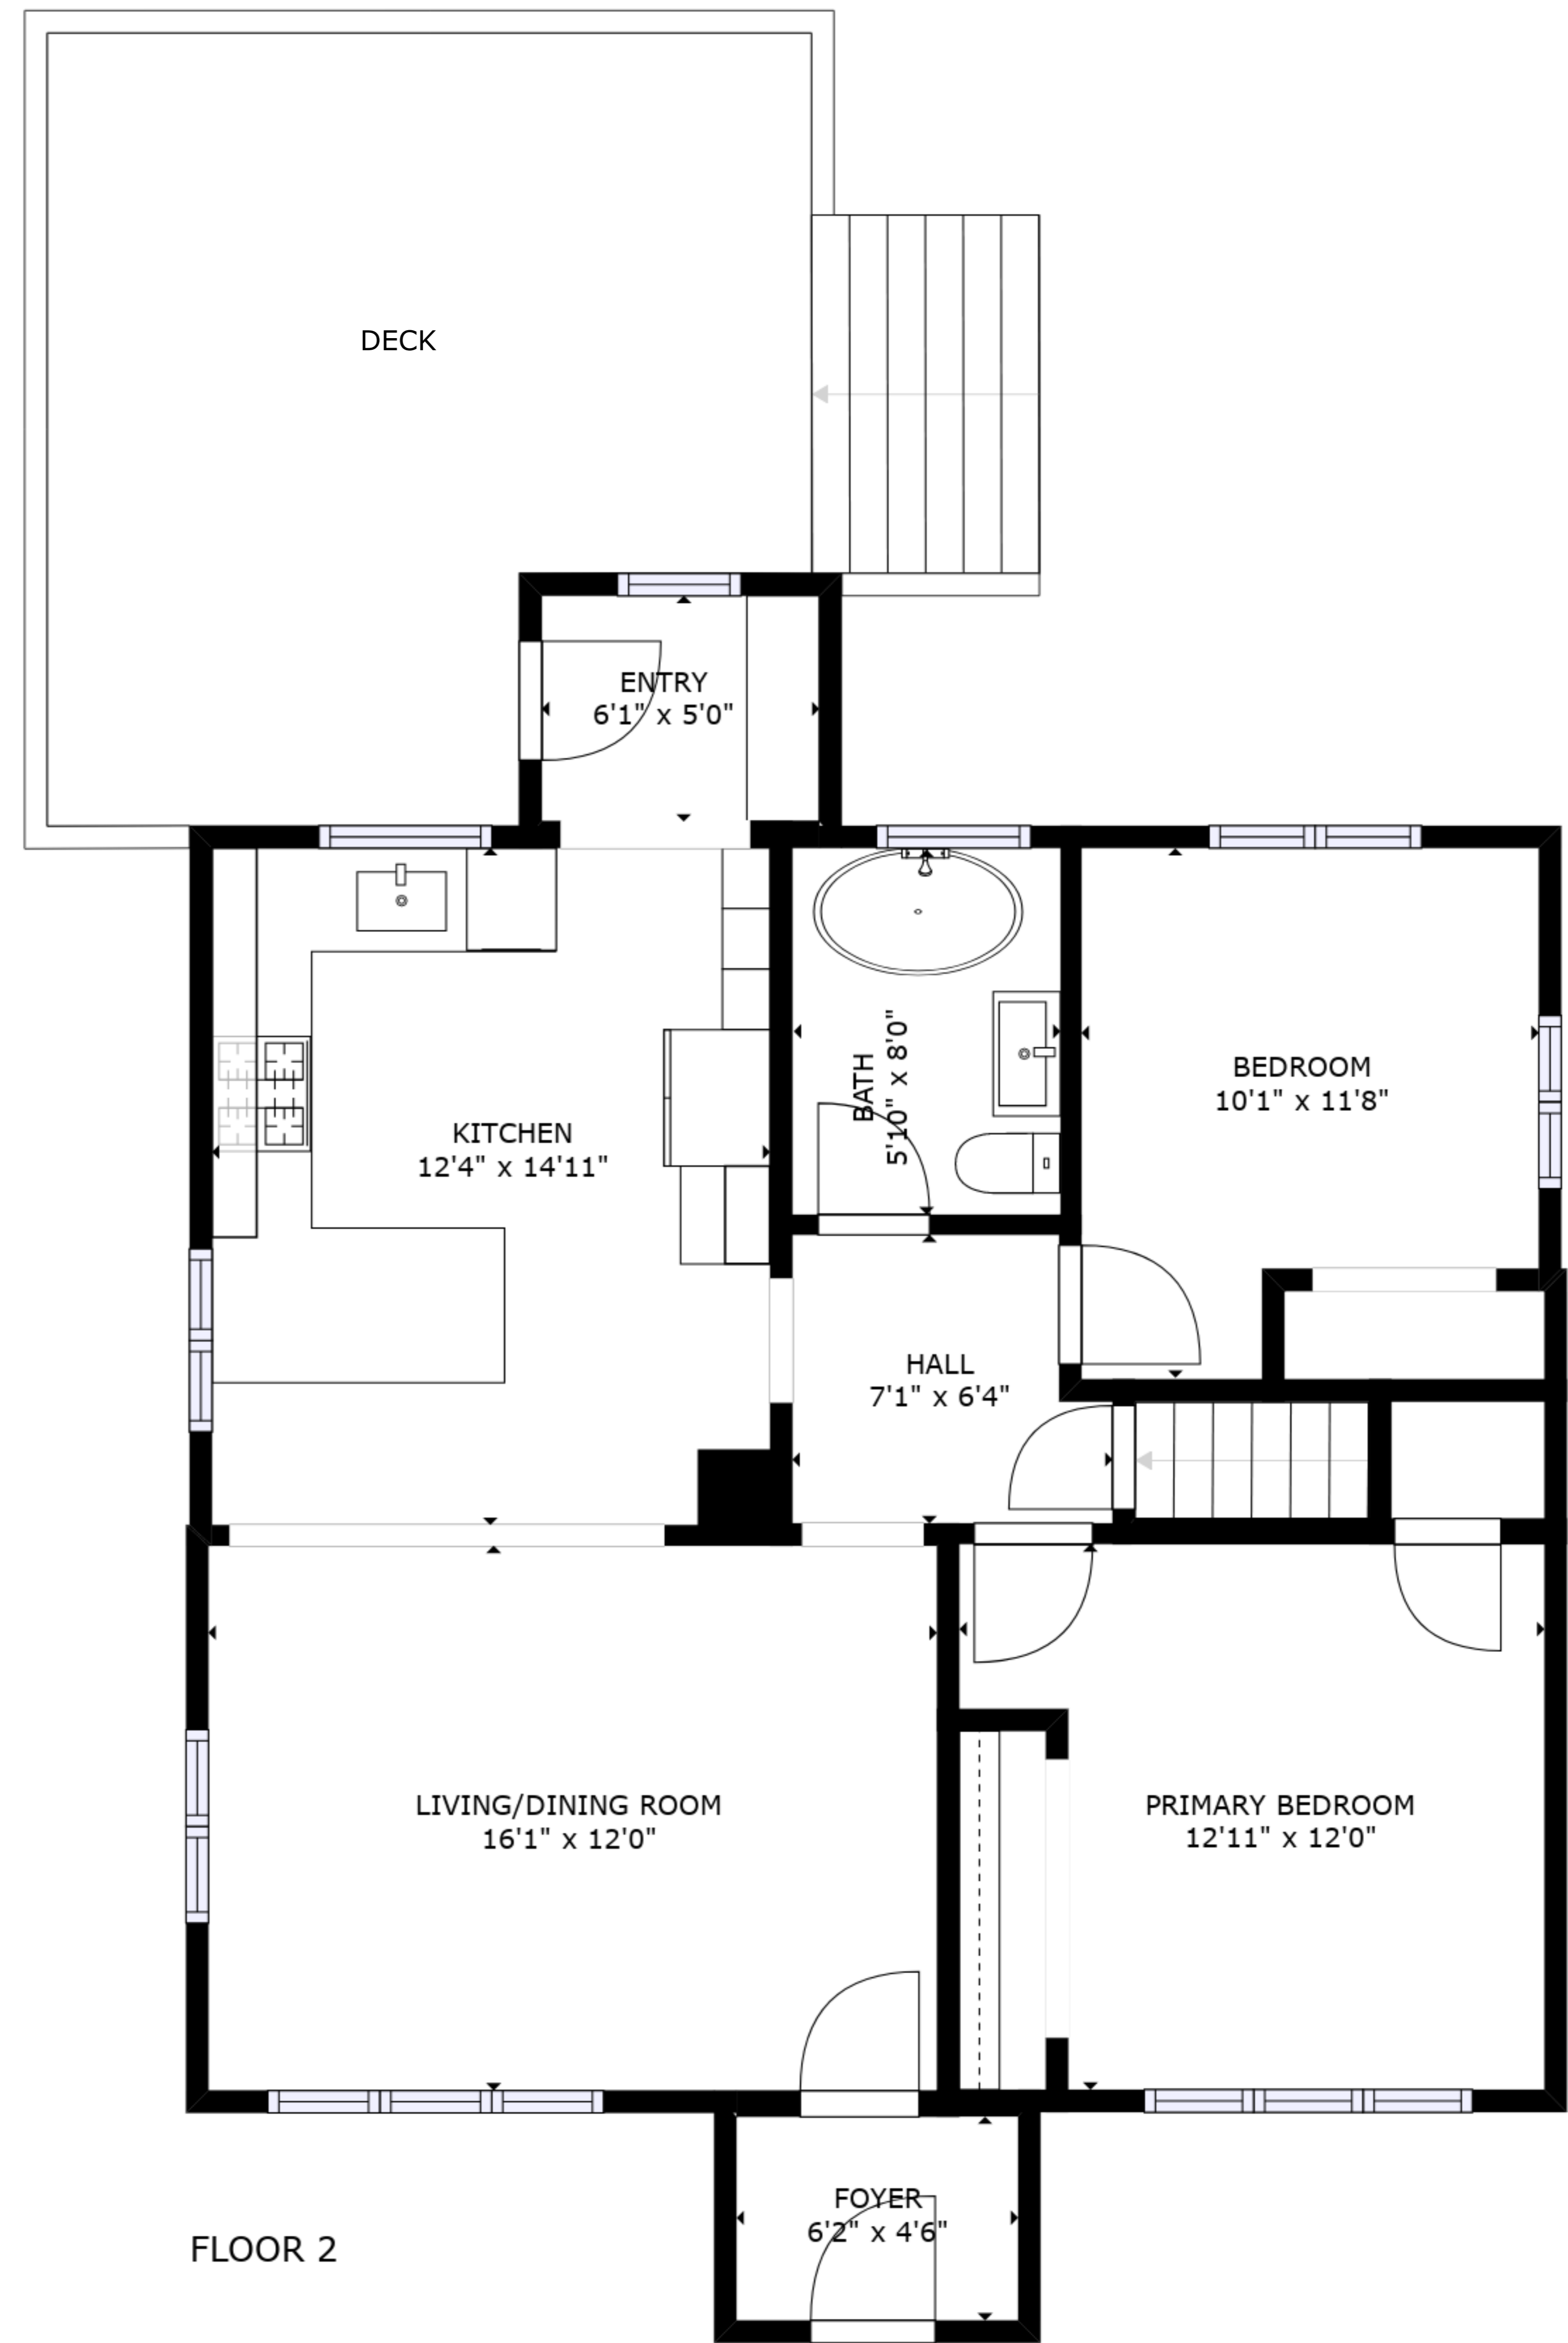 DECK
ENTRY
6'1" x 5'0"
BATH
5'10" x 8'0"
BEDROOM
10'1" x 11'8"
KITCHEN
12'4" x 14'11"
HALL
7'1" x 6'4"
LIVING/DINING ROOM
16'1" x 12'0"
PRIMARY BEDROOM
12'11" x 12'0"
FOYER
6'2" x 4'6"
FLOOR 2